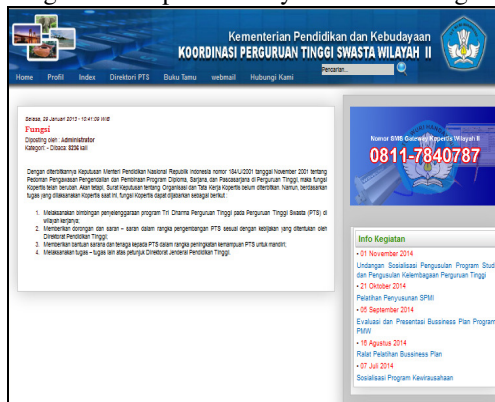 Kementerian Pendidikan dan Kebudayaan
KOORDINASI PERGURUAN TINGGI SWASTA WILAYAH II
Home Profil Index Direktori PTS Buku Tamu webmail Hubungi Kami
Pencarian...
Selasa, 29 Januari 2013 - 10:41:09 WIB
Fungsi
Diposting oleh : Administrator
Kategori: - Dibaca: 8236 kali
Dengan diterbitkannya Keputusan Menteri Pendidikan Nasional Republik Indonesia nomor 184/U/2001 tanggal November 2001 tentang
Pedoman Pengawasan Pengendalian dan Pembinaan Program Diploma, Sarjana, dan Pascasarjana di Perguruan Tinggi, maka fungsi
Kopertis telah berubah. Akan tetapi, Surat Keputusan tentang Organisasi dan Tata Kerja Kopertis belum diterbitkan. Namun, berdasarkan
tugas yang dilaksanakan Kopertis saat ini, fungsi Kopertis dapat dijabarkan sebagai berikut :
1. Melaksanakan bimbingan penyelenggaraan program Tri Dharma Perguruan Tinggi pada Perguruan Tinggi Swasta (PTS) di
wilayah kerjanya;
2. Memberikan dorongan dan saran - saran dalam rangka pengembangan PTS sesuai dengan kebijakan yang ditentukan oleh
Direktorat Pendidikan Tinggi;
3. Memberikan bantuan sarana dan tenaga kepada PTS dalam rangka peningkatan kemampuan PTS untuk mandiri;
4. Melaksanakan tugas - tugas lain atas petunjuk Direktorat Jenderal Pendidikan Tinggi.
Nomor SMS Gateway Kopertis Wilayah II
0811-7840787
Info Kegiatan
• 01 November 2014
Undangan Sosialisasi Pengusulan Program Stud
dan Pengusulan Kelembagaan Perguruan Tinggi
• 21 Oktober 2014
Pelatihan Penyusunan SPMI
• 05 September 2014
Evaluasi dan Presentasi Bussiness Plan Program
PMW
• 16 Agustus 2014
Ralat Pelatihan Bussiness Plan
• 07 Juli 2014
Sosialisasi Program Kewirausahaan